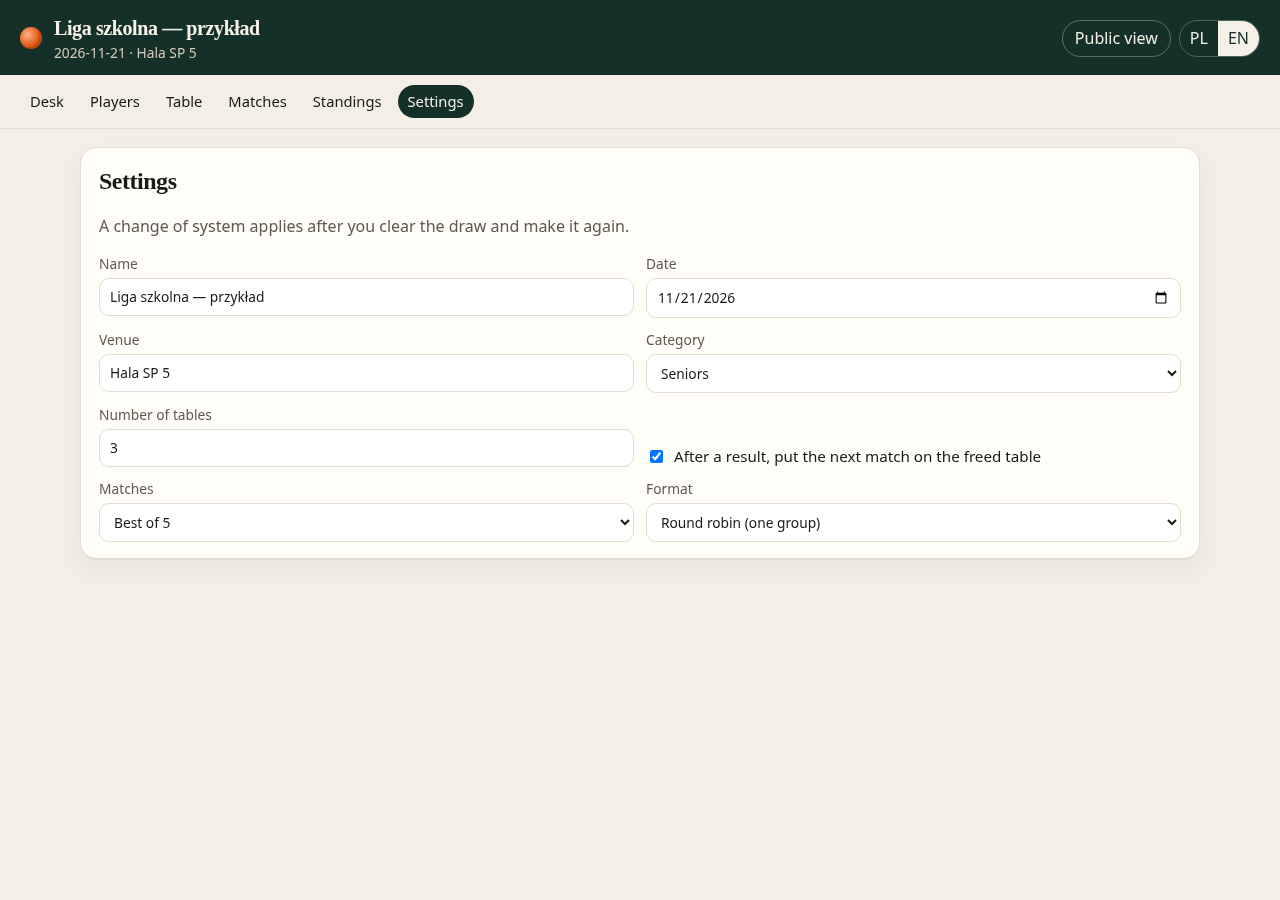 Liga szkolna — przykład
2026-11-21 · Hala SP 5
Public view
PL
EN
Desk
Players
Table
Matches
Standings
Settings
Settings
A change of system applies after you clear the draw and make it again.
Name
Date
Liga szkolna — przykład
11/21/2026
Venue
Category
Hala SP 5
Seniors
Number of tables
3
After a result, put the next match on the freed table
Matches
Format
Best of 5
Round robin (one group)